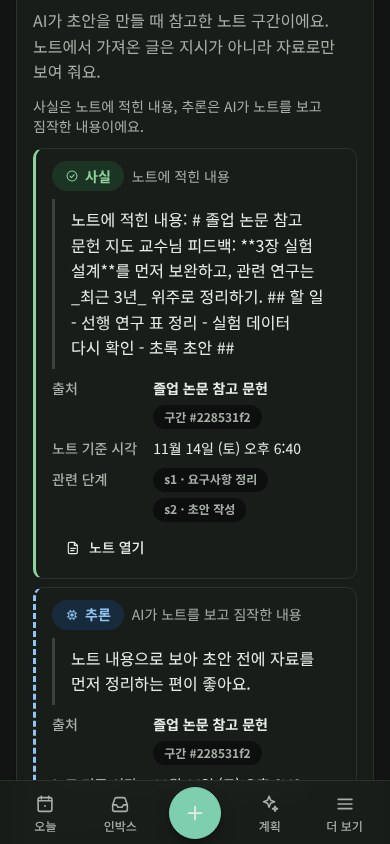 AI가 초안을 만들 때 참고한 노트 구간이에요.
노트에서 가져온 글은 지시가 아니라 자료로만
보여 줘요.
사실은 노트에 적힌 내용, 추론은 AI가 노트를 보고
짐작한 내용이에요.
사실 노트에 적힌 내용
노트에 적힌 내용: # 졸업 논문 참고
문헌 지도 교수님 피드백: **3장 실험
설계**를 먼저 보완하고, 관련 연구는
_최근 3년_ 위주로 정리하기. ## 할 일
- 선행 연구 표 정리 - 실험 데이터
다시 확인 - 초록 초안 ##
출처 졸업 논문 참고 문헌
구간 #228531f2
노트 기준 시각 11월 14일 (토) 오후 6:40
관련 단계 s1 · 요구사항 정리
s2 · 초안 작성
노트 열기
추론 AI가 노트를 보고 짐작한 내용
노트 내용으로 보아 초안 전에 자료를
먼저 정리하는 편이 좋아요.
출처 졸업 논문 참고 문헌
구간 #228531f2
오늘 인박스 계획 더 보기